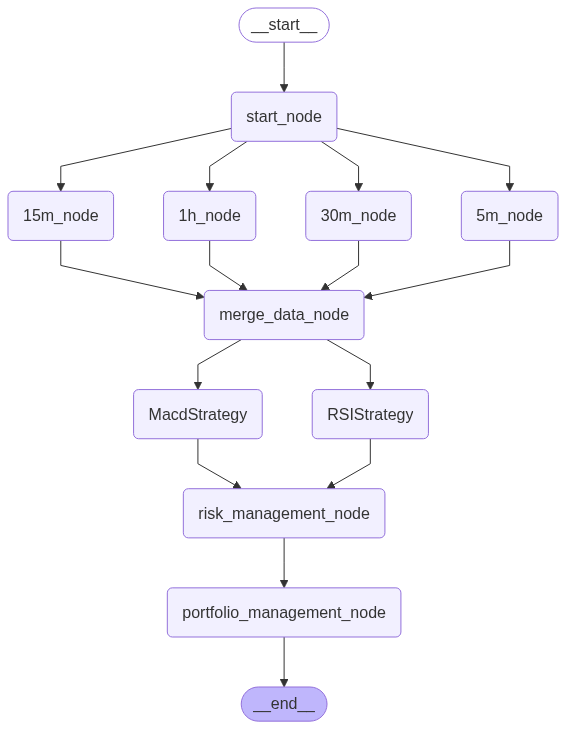 __start__
start_node
15m_node
1h_node
30m_node
5m_node
merge_data_node
MacdStrategy
RSIStrategy
risk_management_node
portfolio_management_node
__end__